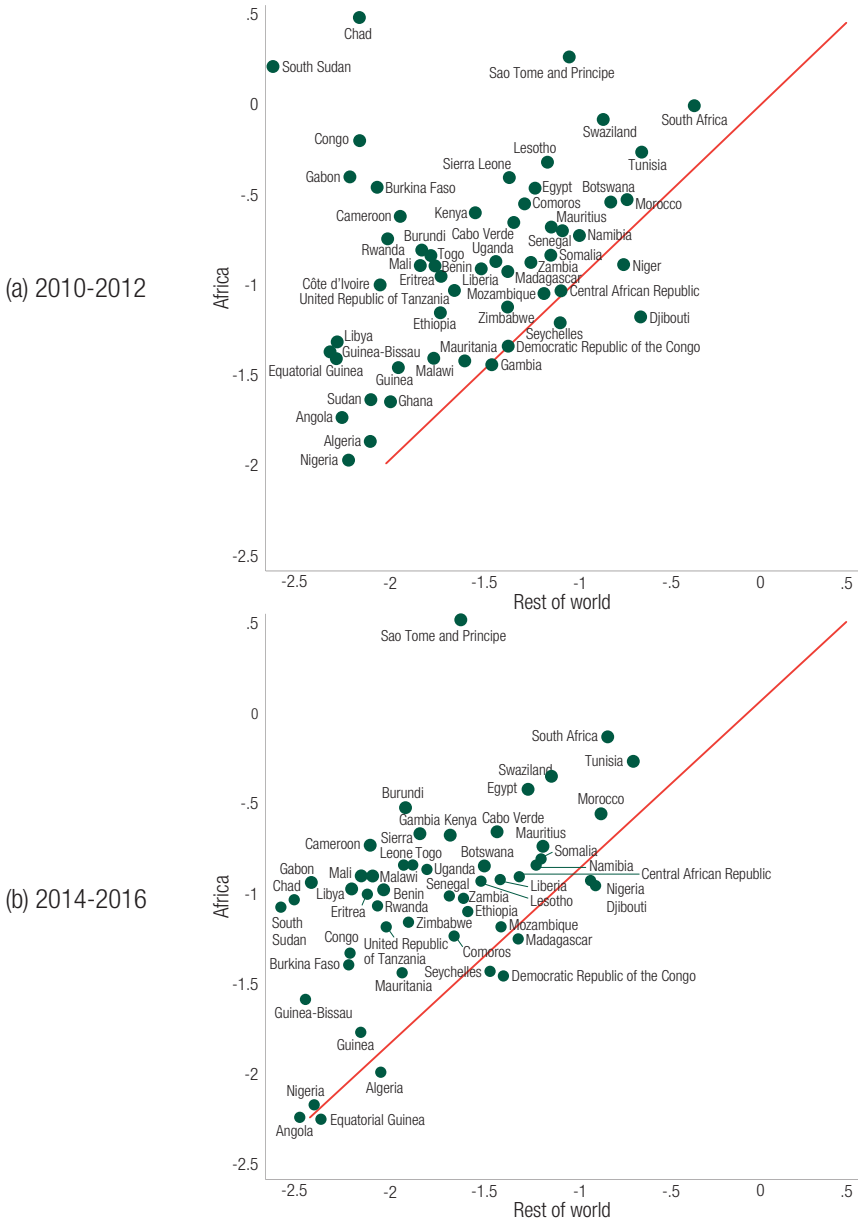 .5
Chad
South Sudan
Sao Tome and Principe
0
South Africa
Swaziland
Congo
Lesotho
Tunisia
Sierra Leone
Gabon
Burkina Faso
Egypt
Botswana
-.5
Comoros
Morocco
Cameroon
Kenya
Mauritius
Burundi
Cabo Verde
Senegal
Namibia
Rwanda
Togo
Uganda
Somalia
Mali
Benin
Zambia
Niger
Eritrea
Liberia
Madagascar
(a) 2010-2012
Africa
-1
Côte d'Ivoire
United Republic of Tanzania
Mozambique
Central African Republic
Ethiopia
Zimbabwe
Djibouti
Seychelles
Libya
Guinea-Bissau
Mauritania
Democratic Republic of the Congo
Equatorial Guinea
Malawi
Gambia
Guinea
-1.5
Sudan
Ghana
Angola
Algeria
Nigeria
-2
-2.5
-2.5 -2 -1.5 -1 0 .5
Rest of world
Sao Tome and Principe
0
South Africa
Tunisia
Swaziland
Egypt
Burundi
Morocco
-.5
Gambia Kenya
Cabo Verde
Sierra
Leone Togo
Mauritius
Cameroon
Botswana
Somalia
Gabon
Mali
Malawi
Uganda
Namibia
Central African Republic
Chad
Libya
Benin
Senegal
Liberia
Nigeria
(b) 2014-2016
Africa
-1
Eritrea
Rwanda
Zambia
Lesotho
Djibouti
South
Sudan
Ethiopia
Zimbabwe
Mozambique
Congo
United Republic
of Tanzania
Comoros
Madagascar
Burkina Faso
Mauritania
Seychelles
Democratic Republic of the Congo
-1.5
Guinea-Bissau
Guinea
-2
Algeria
Nigeria
Angola
Equatorial Guinea
-2.5
-2.5 -2 -1.5 -1 0 .5
Rest of world